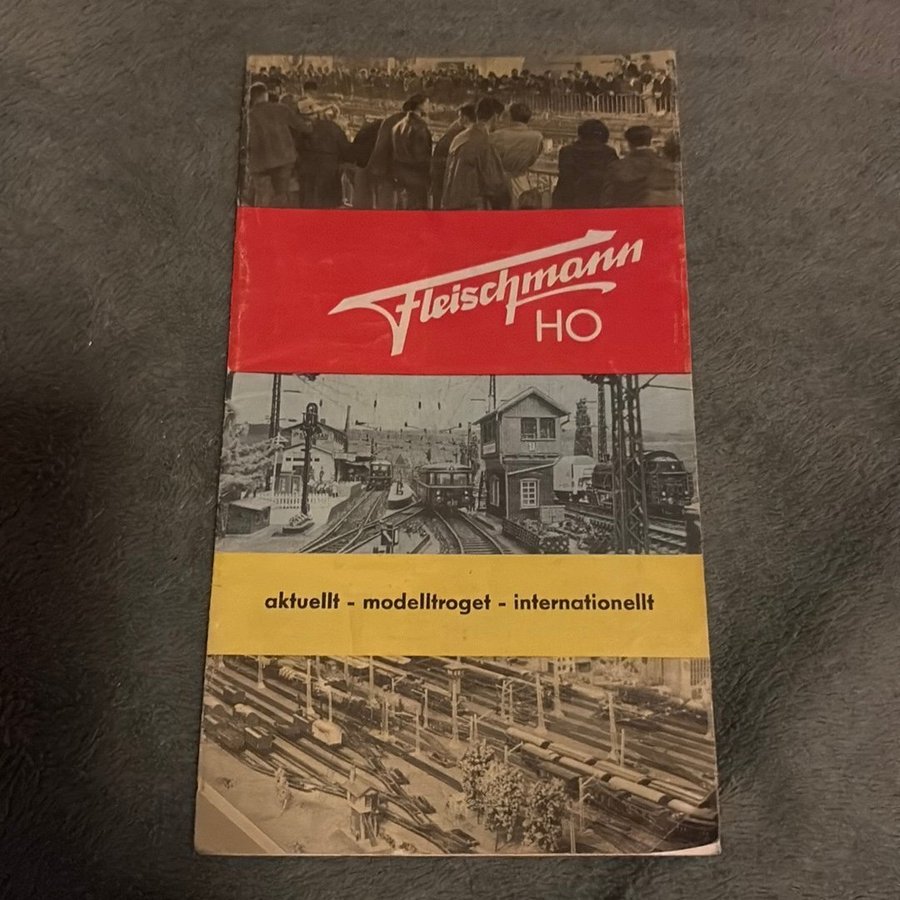 Fleischmann
HO
aktuellt - modelltroget - internationellt